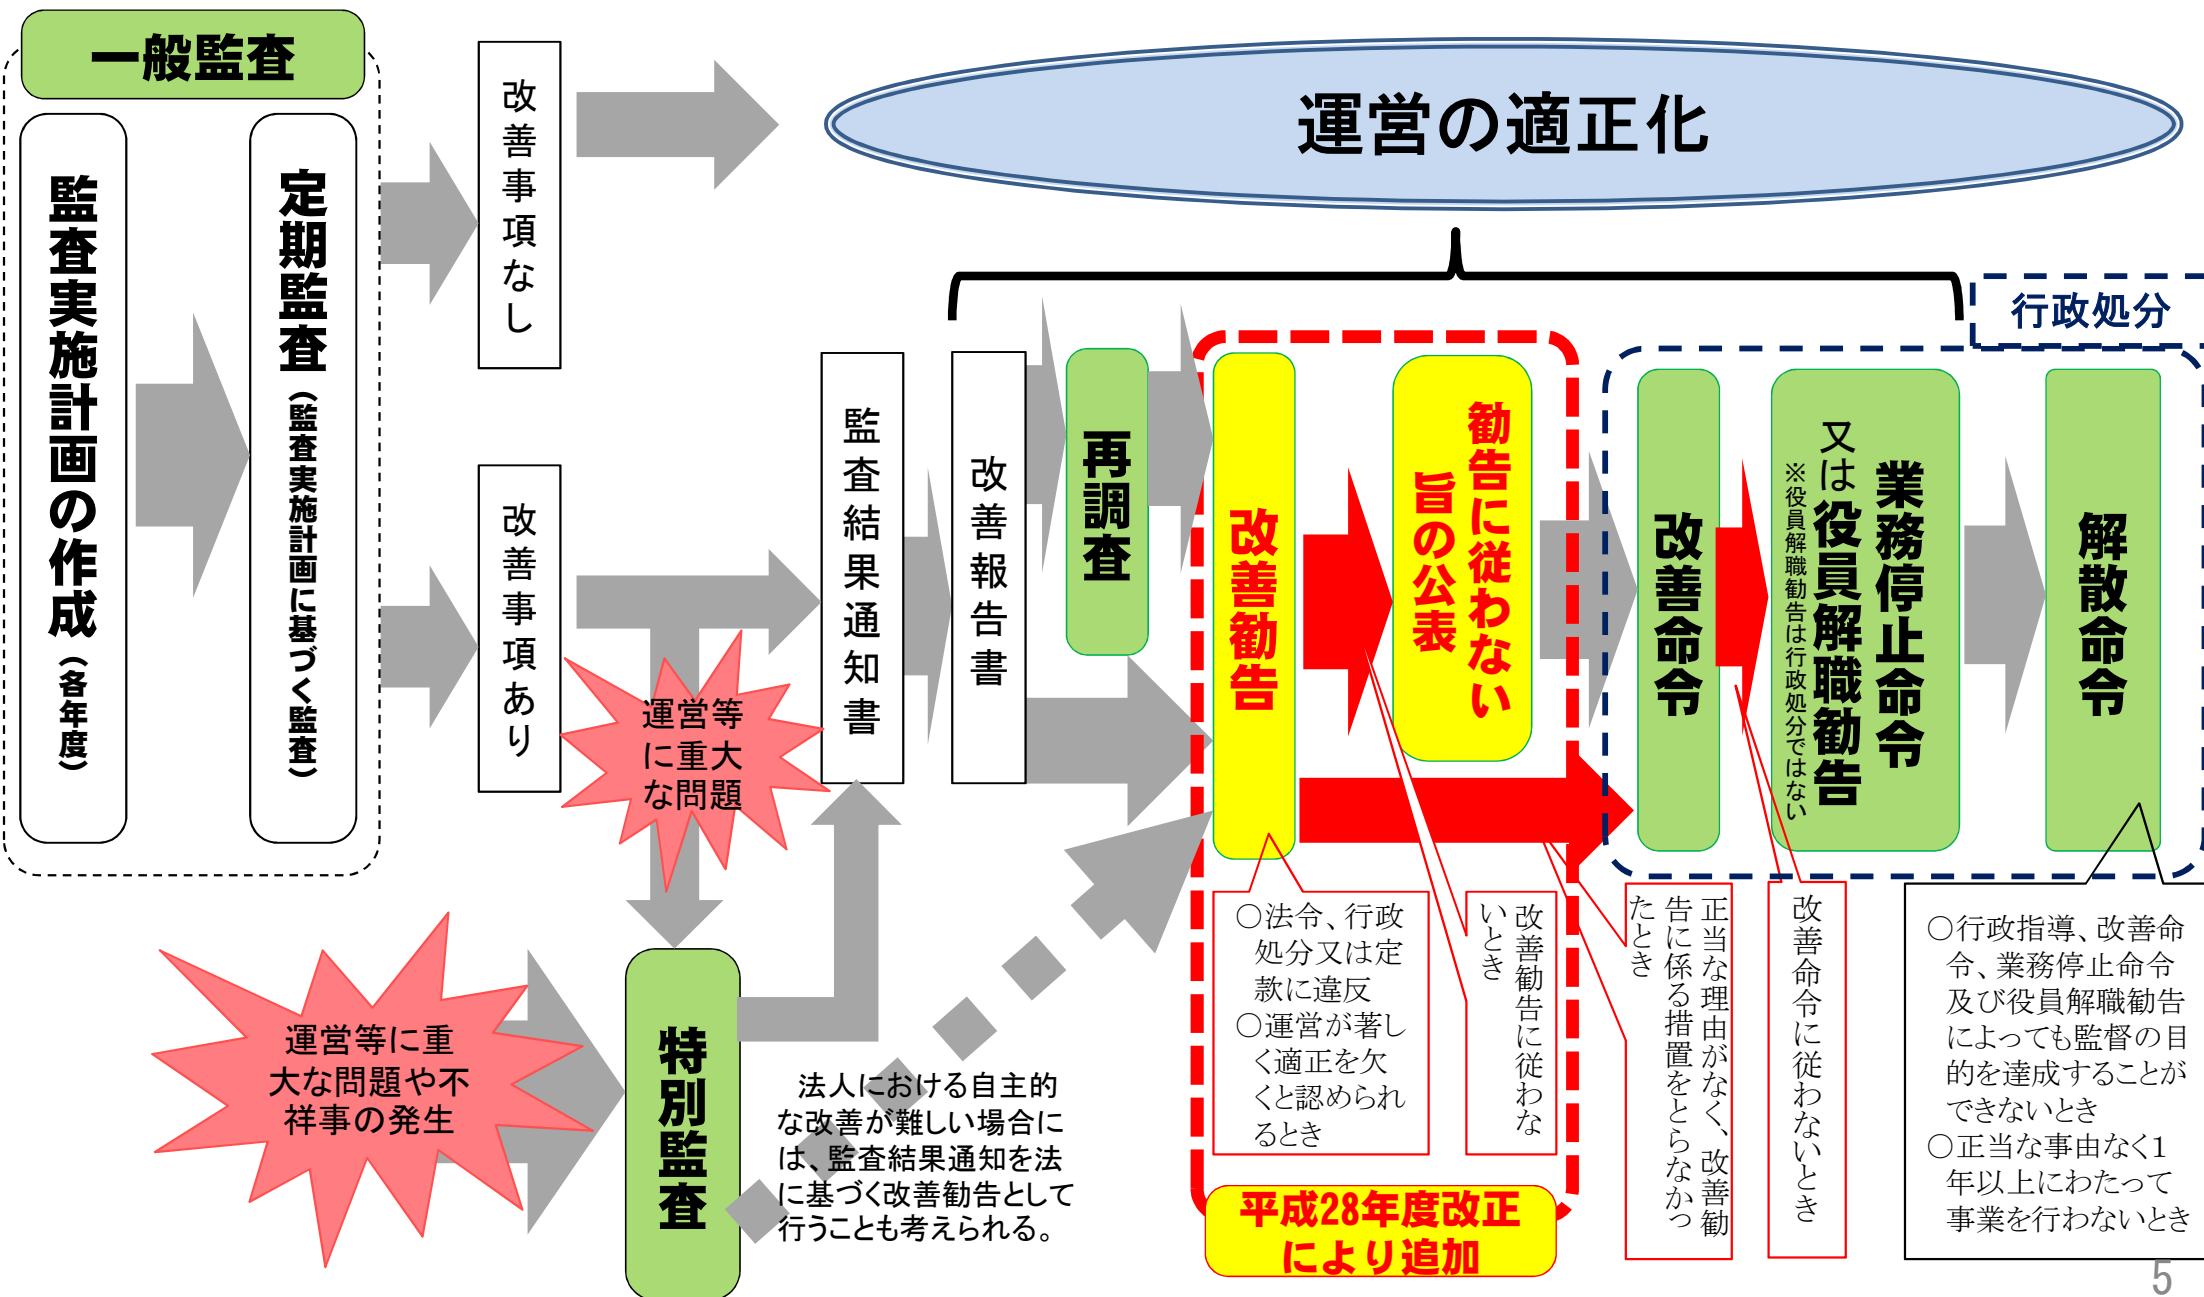 一般監査
監査実施計画の作成（各年度）
定期監査（監査実施計画に基づく監査）
改善事項なし
改善事項あり
運営の適正化
運営等
に重大
な問題
運営等に重
大な問題や不
祥事の発生
特別監査
監査結果通知書
改善報告書
再調査
法人における自主的
な改善が難しい場合に
は、監査結果通知を法
に基づく改善勧告として
行うことも考えられる。
改善勧告
勧告に従わない
旨の公表
○法令、行政
処分又は定
款に違反
○運営が著し
く適正を欠
くと認められ
るとき
改善勧告に従わな
いとき
平成28年度改正
により追加
行政処分
改善命令
業務停止命令
又は役員解職勧告
※役員解職勧告は行政処分ではない
解散命令
正当な理由がなく、改善勧
告に係る措置をとらなかっ
たとき
改善命令に従わないとき
○行政指導、改善命
令、業務停止命令
及び役員解職勧告
によっても監督の目
的を達成することが
できないとき
○正当な事由なく1
年以上にわたって
事業を行わないとき
5